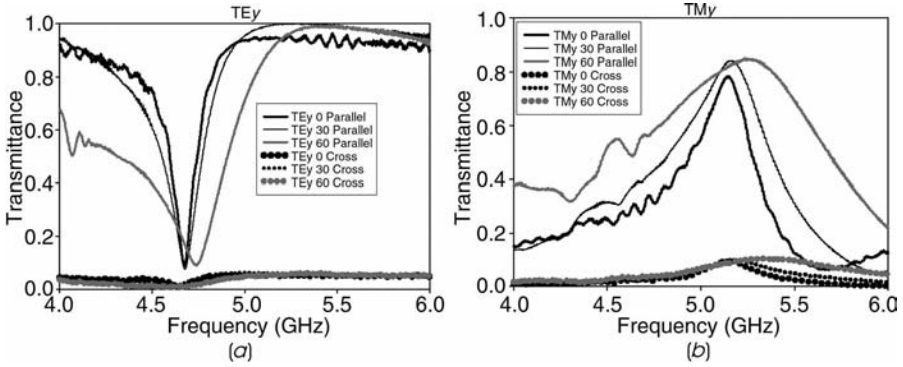 TEy
Transmittance
1.0
0.8
0.6
0.4
0.2
0.0
4.0
4.5
5.0
5.5
6.0
Frequency (GHz)
TEy 0 Parallel
TEy 30 Parallel
TEy 60 Parallel
TEy 0 Cross
TEy 30 Cross
TEy 60 Cross
(a)
TMy
Transmittance
1.0
0.8
0.6
0.4
0.2
0.0
4.0
4.5
5.0
5.5
6.0
Frequency (GHz)
TMy 0 Parallel
TMy 30 Parallel
TMy 60 Parallel
TMy 0 Cross
TMy 30 Cross
TMy 60 Cross
(b)